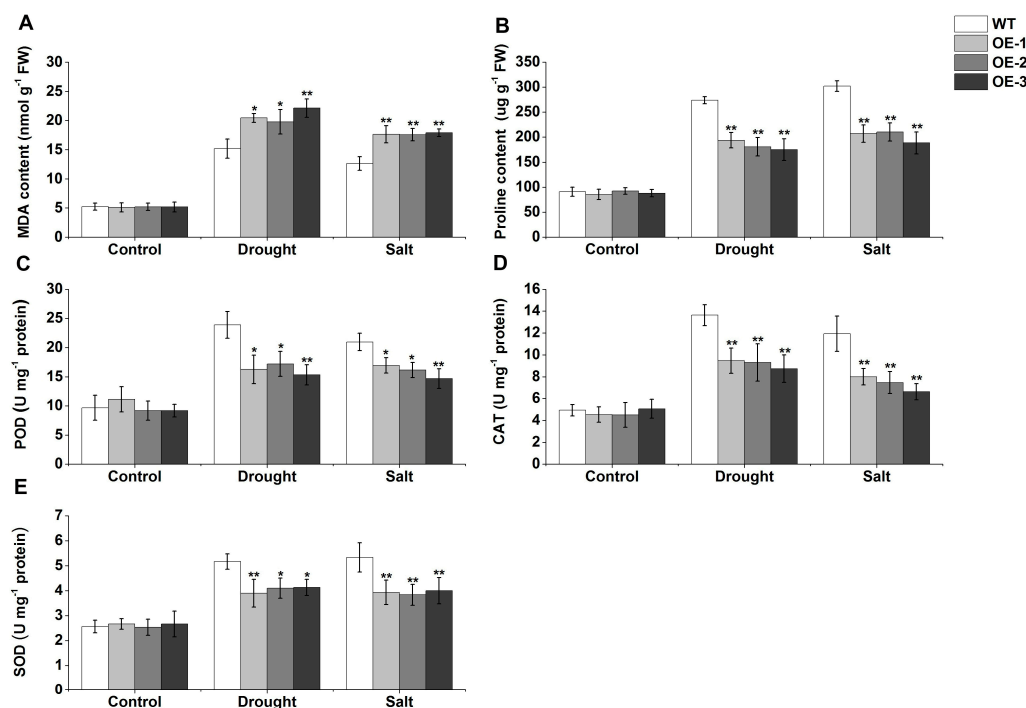 A
MDA content (nmol g-1 FW)
30
25
20
15
10
5
0
* * **
** ** **
Control Drought Salt
B
Proline content (ug g-1 FW)
350
300
250
200
150
100
50
0
** ** **
** ** **
Control Drought Salt
WT
OE-1
OE-2
OE-3
C
POD (U mg-1 protein)
30
25
20
15
10
5
0
* * **
* * **
Control Drought Salt
D
CAT (U mg-1 protein)
16
14
12
10
8
6
4
2
0
** ** **
** ** **
Control Drought Salt
E
SOD (U mg-1 protein)
7
6
5
4
3
2
1
0
** * *
** ** **
Control Drought Salt